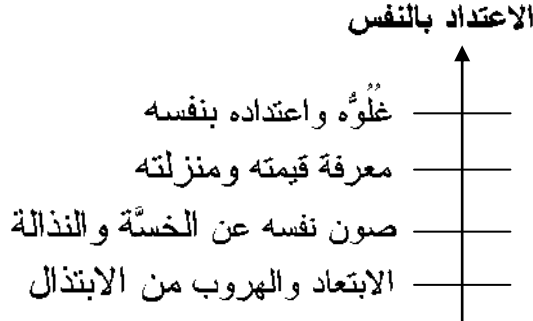 الاعتداد بالنفس
غُلُوُّه واعتداده بنفسه
معرفة قيمته ومنزلته
صون نفسه عن الخسَّة والنذالة
الابتعاد والهروب من الابتذال